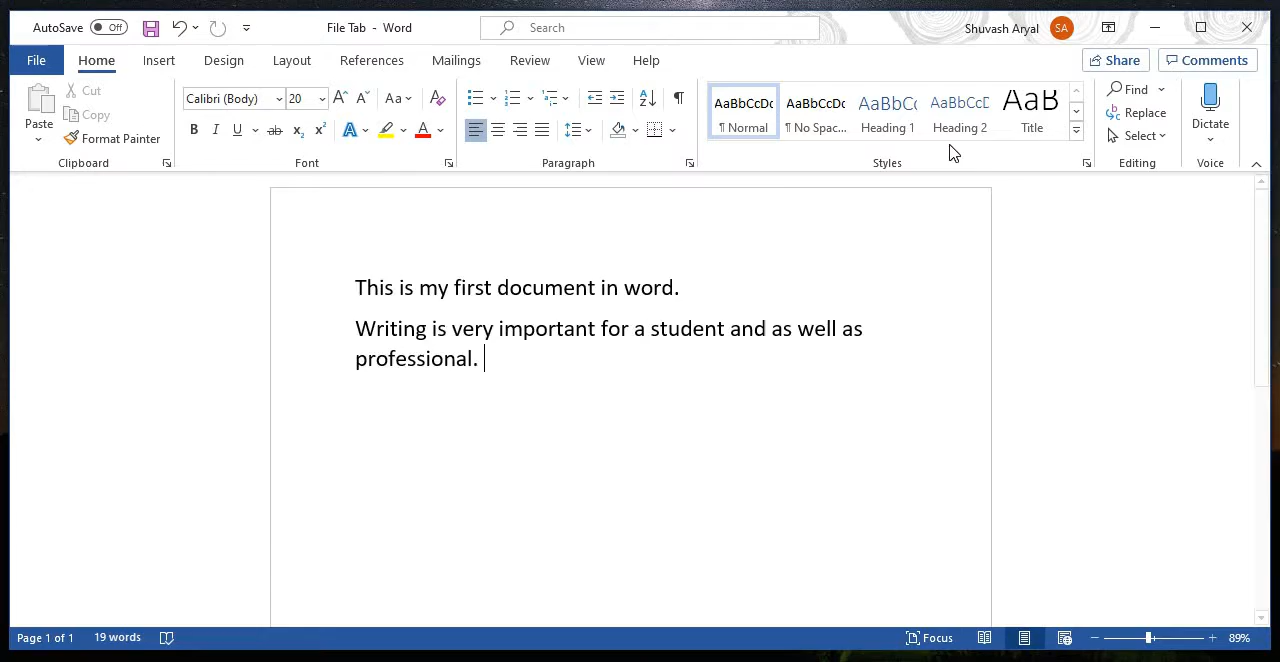 AutoSave Off File Tab - Word Search Shuvash Aryal SA
File Home Insert Design Layout References Mailings Review View Help Share Comments
Paste Cut Copy Format Painter Clipboard
Calibri (Body) 20 Aa B I U ab x₂ x² A A Font
Paragraph
AaBbCcDc ¶ Normal AaBbCcDc ¶ No Spac... AaBbCc Heading 1 AaBbCcD Heading 2 AaB Title Styles
Find Replace Select Editing
Dictate Voice
This is my first document in word.
Writing is very important for a student and as well as
professional.
Page 1 of 1 19 words Focus 89%